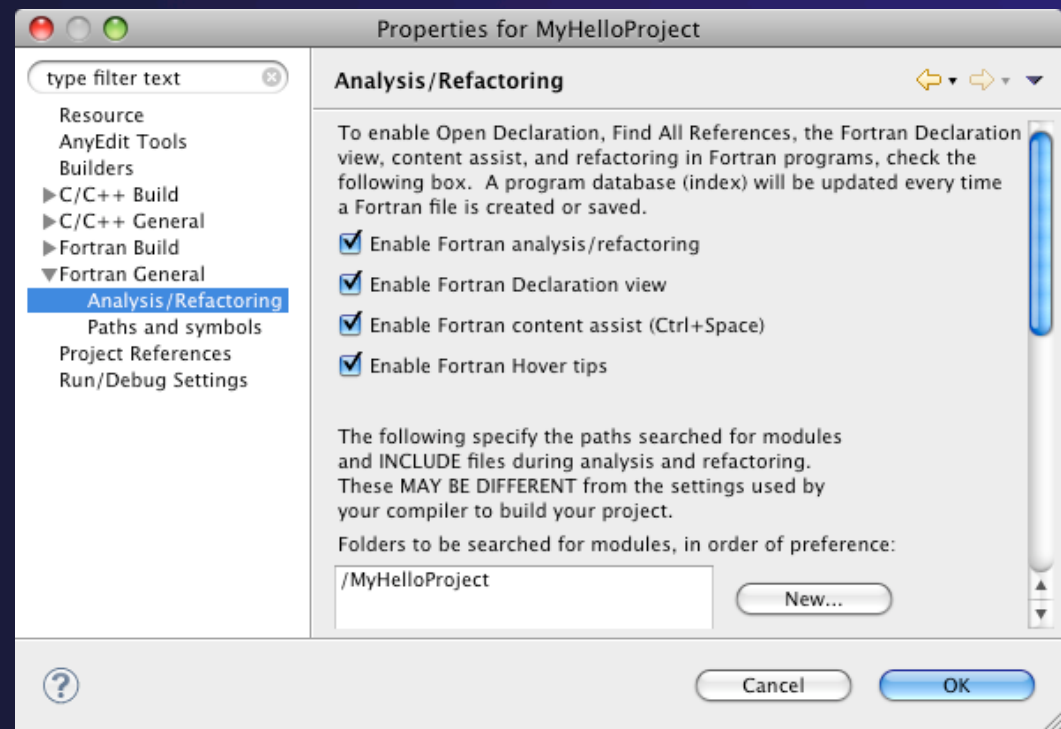 Properties for MyHelloProject
type filter text
Resource
AnyEdit Tools
Builders
C/C++ Build
C/C++ General
Fortran Build
Fortran General
Analysis/Refactoring
Paths and symbols
Project References
Run/Debug Settings
Analysis/Refactoring
To enable Open Declaration, Find All References, the Fortran Declaration
view, content assist, and refactoring in Fortran programs, check the
following box. A program database (index) will be updated every time
a Fortran file is created or saved.
Enable Fortran analysis/refactoring
Enable Fortran Declaration view
Enable Fortran content assist (Ctrl+Space)
Enable Fortran Hover tips
The following specify the paths searched for modules
and INCLUDE files during analysis and refactoring.
These MAY BE DIFFERENT from the settings used by
your compiler to build your project.
Folders to be searched for modules, in order of preference:
/MyHelloProject
New...
?
Cancel
OK